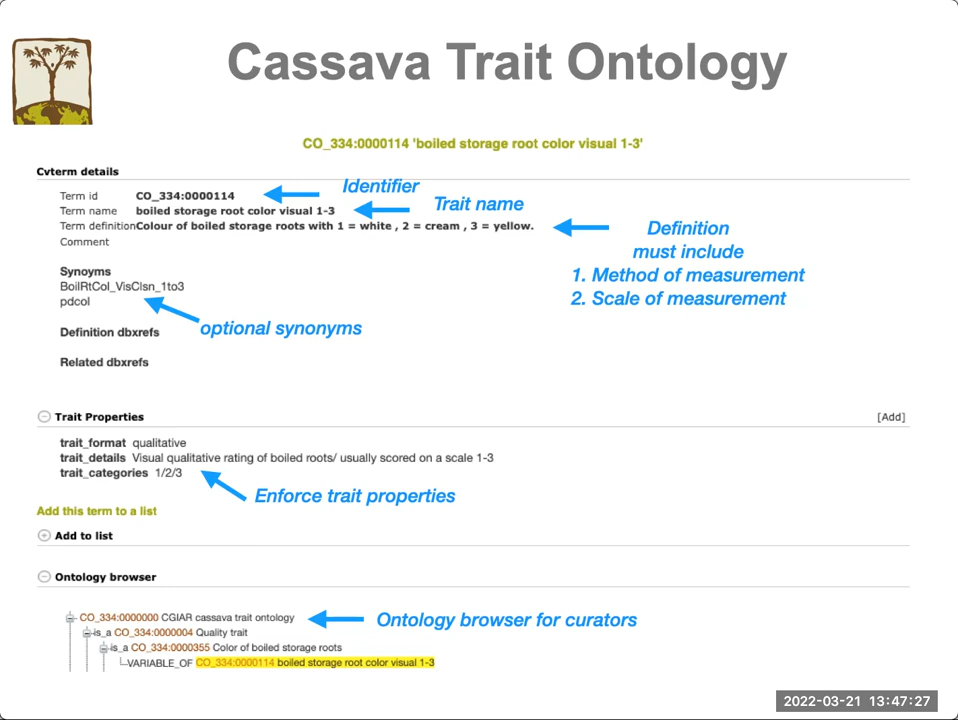 Cassava Trait Ontology
CO_334:0000114 'boiled storage root color visual 1-3'
Cvterm details
Term id CO_334:0000114
Identifier
Term name boiled storage root color visual 1-3
Trait name
Term definition Colour of boiled storage roots with 1 = white , 2 = cream , 3 = yellow.
Comment
Definition
must include
1. Method of measurement
2. Scale of measurement
Synoyms
BoilRtCol_VisClsn_1to3
pdcol
optional synonyms
Definition dbxrefs
Related dbxrefs
Trait Properties [Add]
trait_format qualitative
trait_details Visual qualitative rating of boiled roots/ usually scored on a scale 1-3
trait_categories 1/2/3
Enforce trait properties
Add this term to a list
Add to list
Ontology browser
CO_334:0000000 CGIAR cassava trait ontology
Ontology browser for curators
is_a CO_334:0000004 Quality trait
is_a CO_334:0000355 Color of boiled storage roots
VARIABLE_OF CO_334:0000114 boiled storage root color visual 1-3
2022-03-21 13:47:27